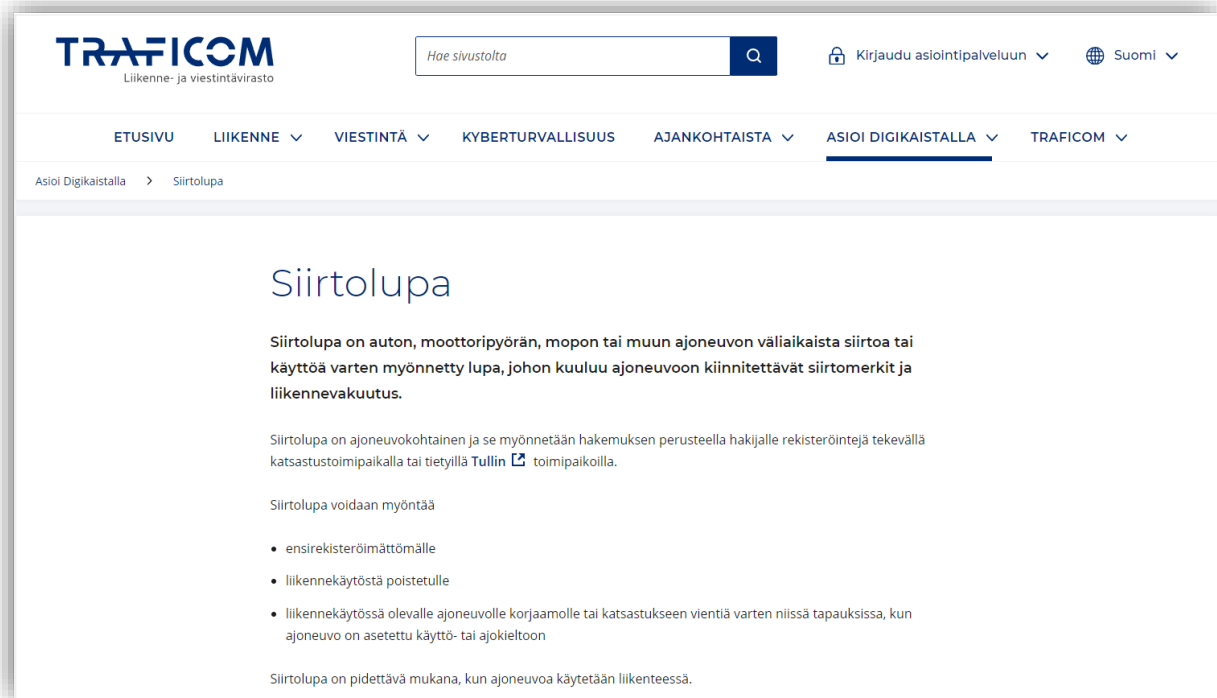 TRAFICOM
Liikenne- ja viestintävirasto
Hae sivustolta
Kirjaudu asiointipalveluun
Suomi
ETUSIVU LIIKENNE VIESTINTÄ KYBERTURVALLISUUS AJANKOHTAISTA ASIOI DIGIKAISTALLA TRAFICOM
Asioi Digikaistalla > Siirtolupa
Siirtolupa
Siirtolupa on auton, moottoripyörän, mopon tai muun ajoneuvon väliaikaista siirtoa tai
käyttöä varten myönnetty lupa, johon kuuluu ajoneuvoon kiinnitettävät siirtomerkit ja
liikennevakuutus.
Siirtolupa on ajoneuvokohtainen ja se myönnetään hakemuksen perusteella hakijalle rekisteröintejä tekevällä
katsastustoimipaikalla tai tietyillä Tullin toimipaikoilla.
Siirtolupa voidaan myöntää
• ensirekisteröimättömälle
• liikennekäytöstä poistetulle
• liikennekäytössä olevalle ajoneuvolle korjaamolle tai katsastukseen vientiä varten niissä tapauksissa, kun
ajoneuvo on asetettu käyttö- tai ajokieltoon
Siirtolupa on pidettävä mukana, kun ajoneuvoa käytetään liikenteessä.